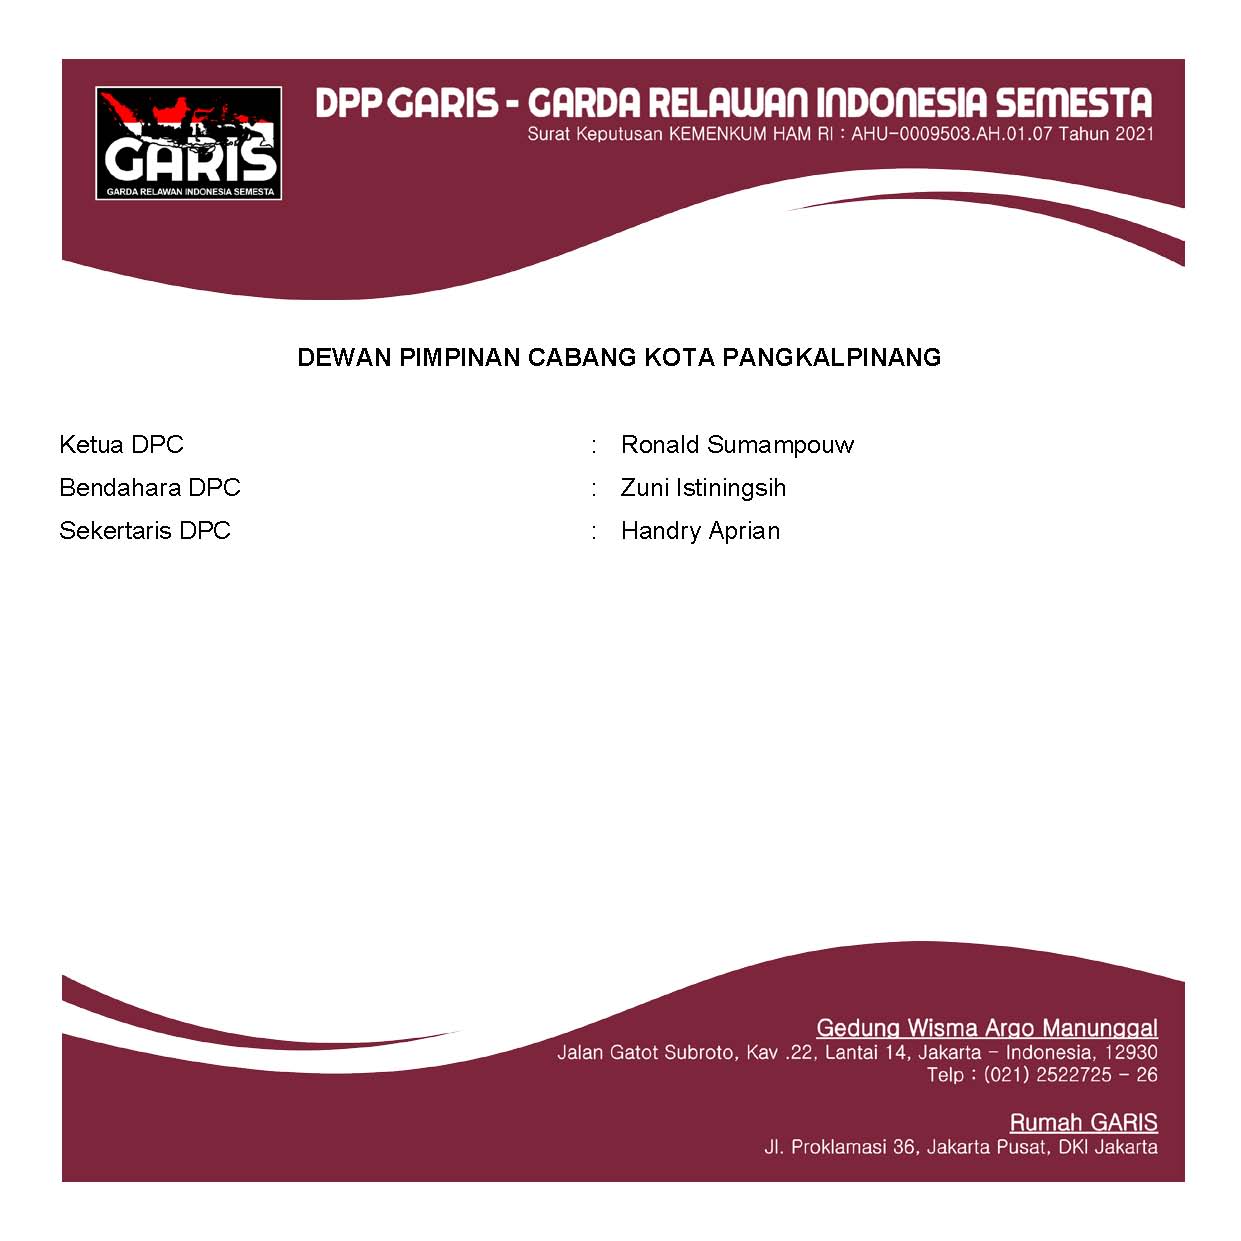 DPP GARIS - GARDA RELAWAN INDONESIA SEMESTA
Surat Keputusan KEMENKUM HAM RI : AHU-0009503.AH.01.07 Tahun 2021
GARIS
GARDA RELAWAN INDONESIA SEMESTA
DEWAN PIMPINAN CABANG KOTA PANGKALPINANG
Ketua DPC : Ronald Sumampouw
Bendahara DPC : Zuni Istiningsih
Sekertaris DPC : Handry Aprian
Gedung Wisma Argo Manunggal
Jalan Gatot Subroto, Kav .22, Lantai 14, Jakarta - Indonesia, 12930
Telp : (021) 2522725 - 26
Rumah GARIS
Jl. Proklamasi 36, Jakarta Pusat, DKI Jakarta